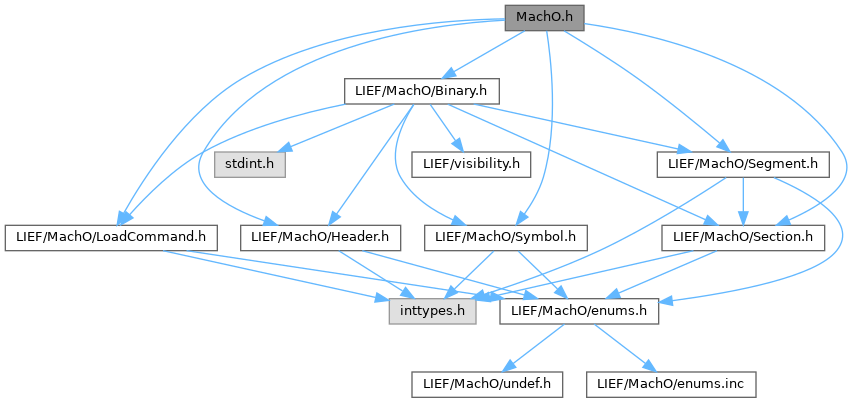 MachO.h
LIEF/MachO/Binary.h
stdint.h
LIEF/visibility.h
LIEF/MachO/Segment.h
LIEF/MachO/LoadCommand.h
LIEF/MachO/Header.h
LIEF/MachO/Symbol.h
LIEF/MachO/Section.h
inttypes.h
LIEF/MachO/enums.h
LIEF/MachO/undef.h
LIEF/MachO/enums.inc